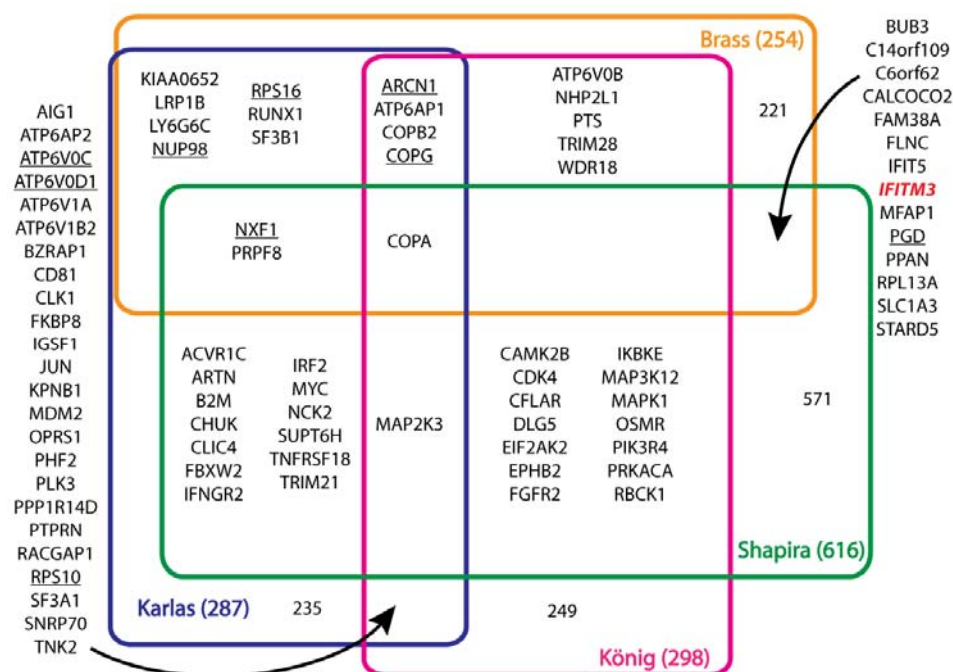 Brass (254)
BUB3
C14orf109
C6orf62
CALCOCO2
FAM38A
FLNC
IFIT5
IFITM3
MFAP1
PGD
PPAN
RPL13A
SLC1A3
STARD5
KIAA0652
LRP1B
LY6G6C
NUP98
RPS16
RUNX1
SF3B1
ARCN1
ATP6AP1
COPB2
COPG
ATP6V0B
NHP2L1
PTS
TRIM28
WDR18
221
AIG1
ATP6AP2
ATP6V0C
ATP6V0D1
ATP6V1A
ATP6V1B2
BZRAP1
CD81
CLK1
FKBP8
IGSF1
JUN
KPNB1
MDM2
OPRS1
PHF2
PLK3
PPP1R14D
PTPRN
RACGAP1
RPS10
SF3A1
SNRP70
TNK2
NXF1
PRPF8
COPA
ACVR1C
ARTN
B2M
CHUK
CLIC4
FBXW2
IFNGR2
IRF2
MYC
NCK2
SUPT6H
TNFRSF18
TRIM21
MAP2K3
CAMK2B
CDK4
CFLAR
DLG5
EIF2AK2
EPHB2
FGFR2
IKBKE
MAP3K12
MAPK1
OSMR
PIK3R4
PRKACA
RBCK1
571
Shapira (616)
Karlas (287)
235
249
König (298)